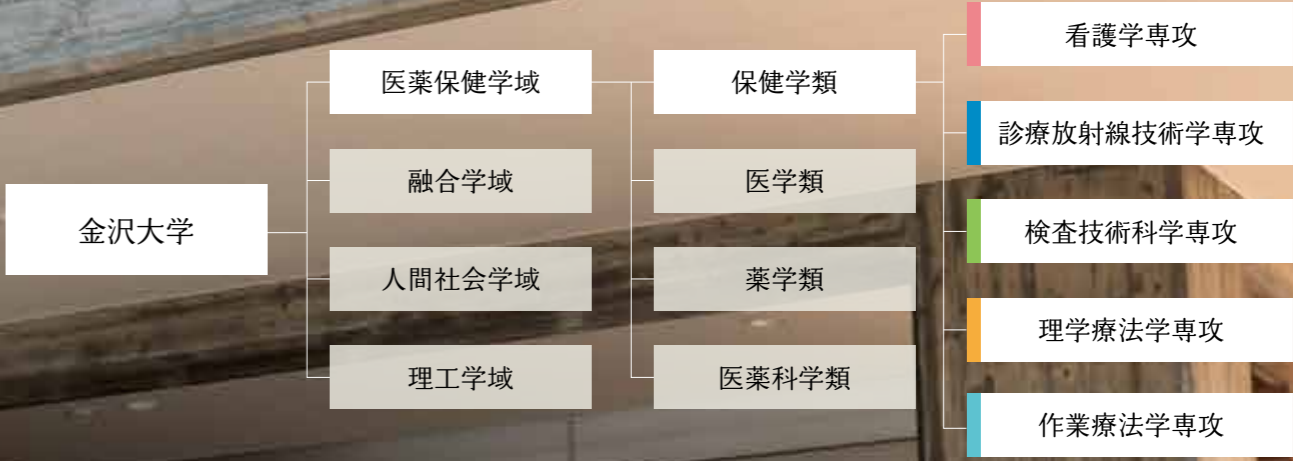 金沢大学
医薬保健学域
融合学域
人間社会学域
理工学域
保健学類
医学類
薬学類
医薬科学類
看護学専攻
診療放射線技術学専攻
検査技術科学専攻
理学療法学専攻
作業療法学専攻